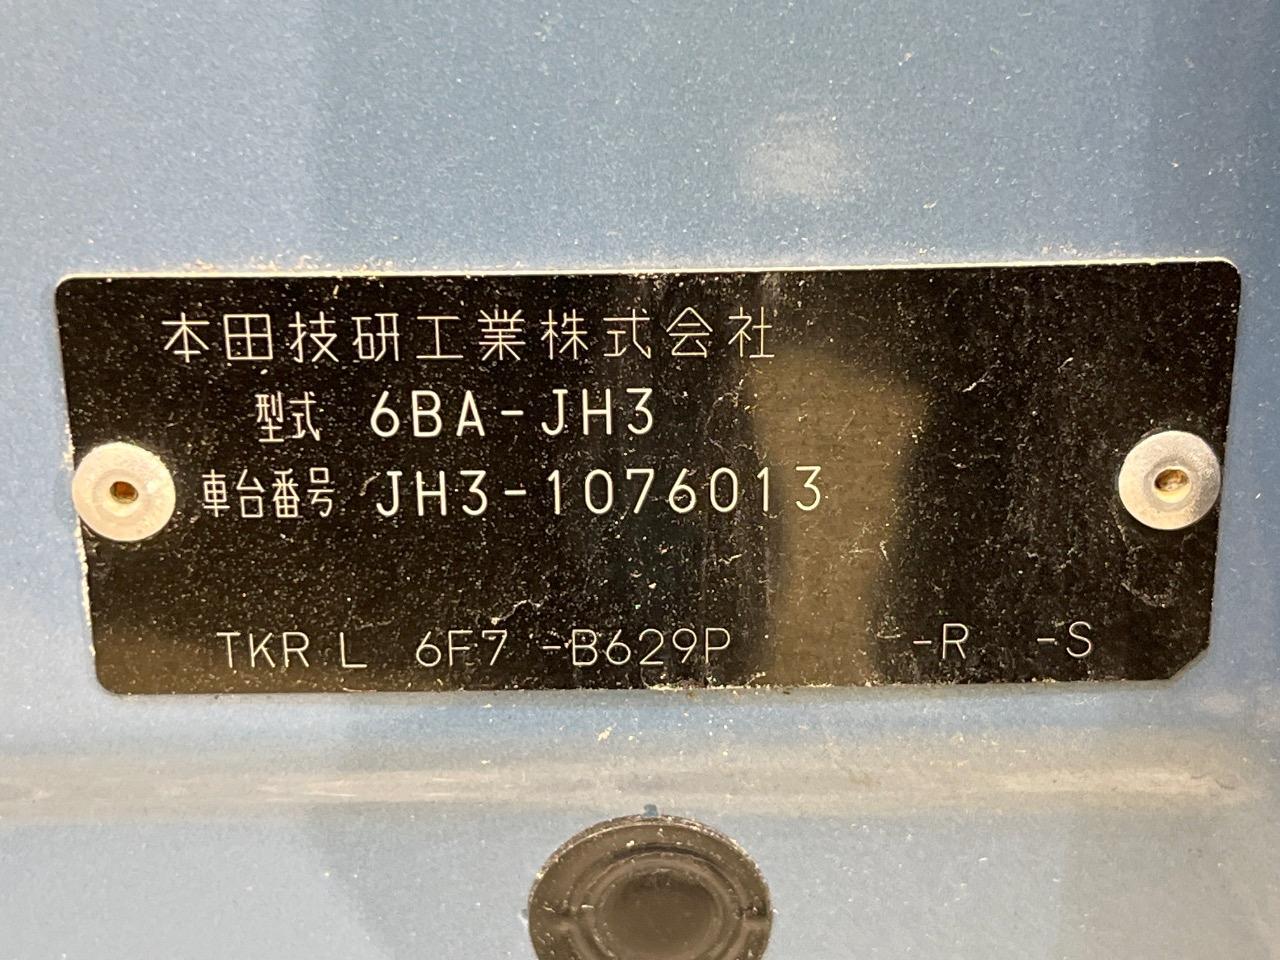 本田技研工業株式会社
型式 6BA-JH3
車台番号 JH3-1076013
TKR L 6F7 -B629P -R -S